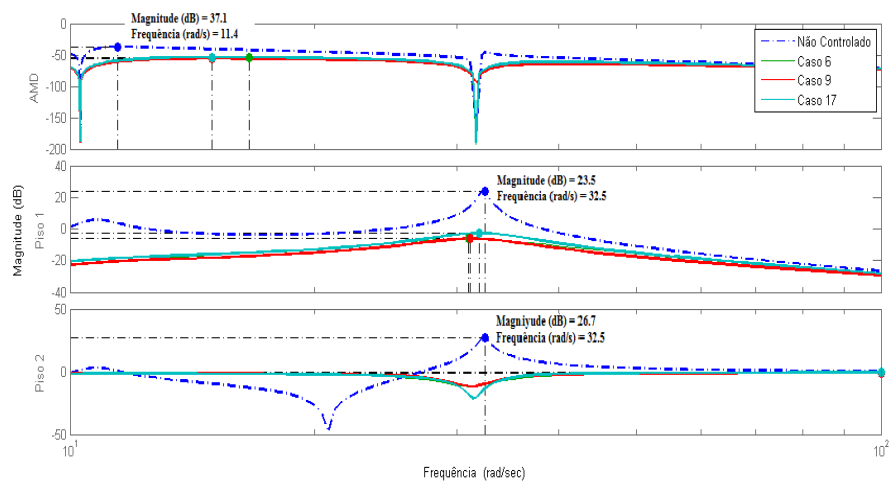 Magnitude (dB) = 37.1
Frequência (rad/s) = 11.4
0
-50
-100
-150
-200
AMD
Não Controlado
Caso 6
Caso 9
Caso 17
Magnitude (dB)
40
20
0
-20
-40
Piso 1
Magnitude (dB) = 23.5
Frequência (rad/s) = 32.5
50
0
-50
Piso 2
Magniyude (dB) = 26.7
Frequência (rad/s) = 32.5
10^1
10^2
Frequência (rad/sec)